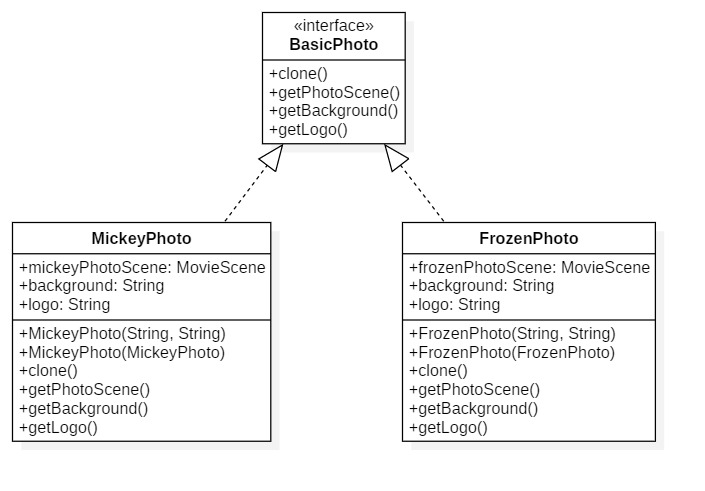 «interface»
BasicPhoto
+clone()
+getPhotoScene()
+getBackground()
+getLogo()
MickeyPhoto
+mickeyPhotoScene: MovieScene
+background: String
+logo: String
+MickeyPhoto(String, String)
+MickeyPhoto(MickeyPhoto)
+clone()
+getPhotoScene()
+getBackground()
+getLogo()
FrozenPhoto
+frozenPhotoScene: MovieScene
+background: String
+logo: String
+FrozenPhoto(String, String)
+FrozenPhoto(FrozenPhoto)
+clone()
+getPhotoScene()
+getBackground()
+getLogo()